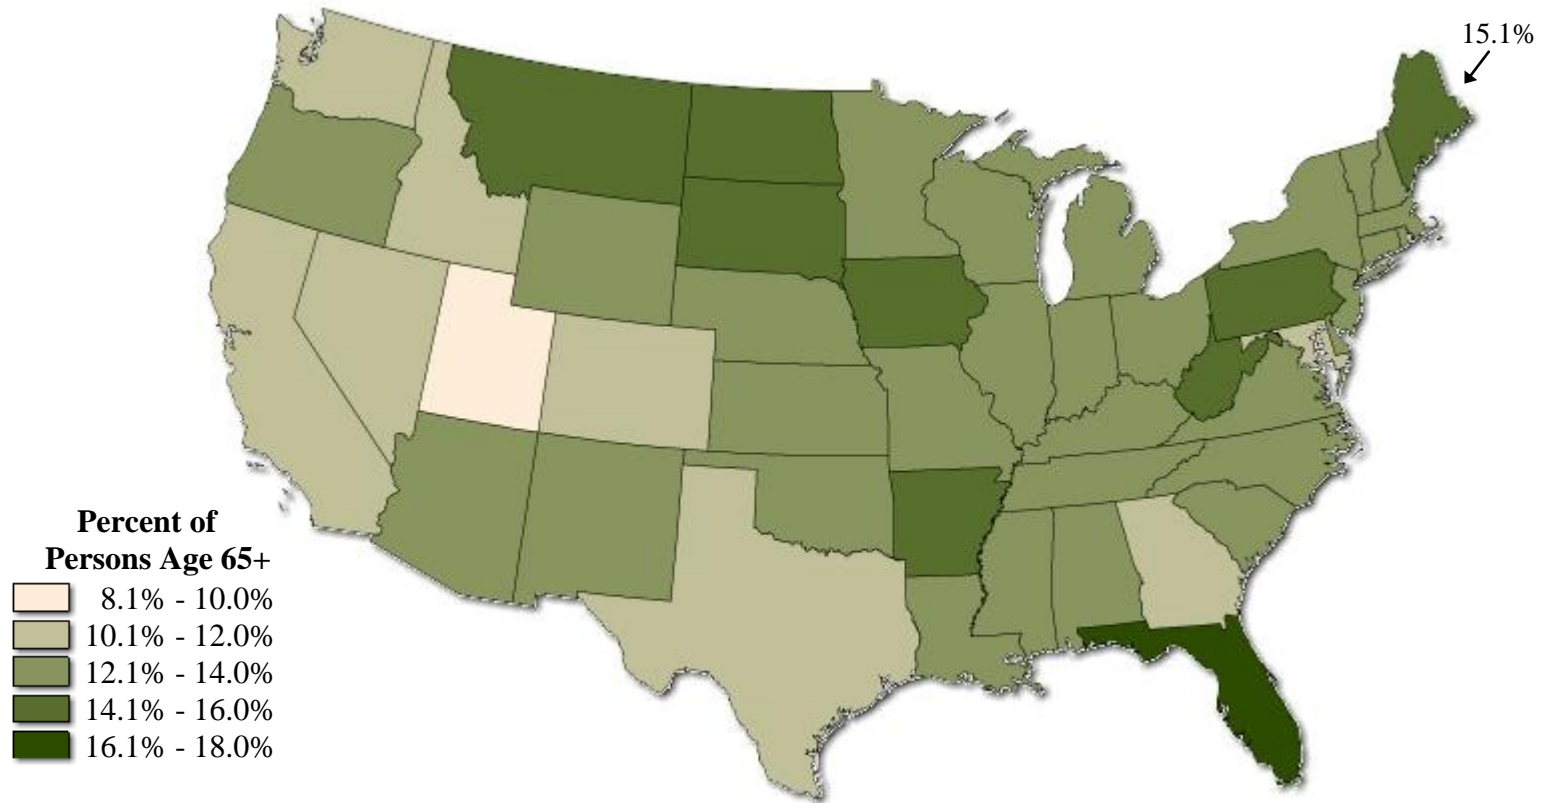 15.1%
Percent of
Persons Age 65+
8.1% - 10.0%
10.1% - 12.0%
12.1% - 14.0%
14.1% - 16.0%
16.1% - 18.0%